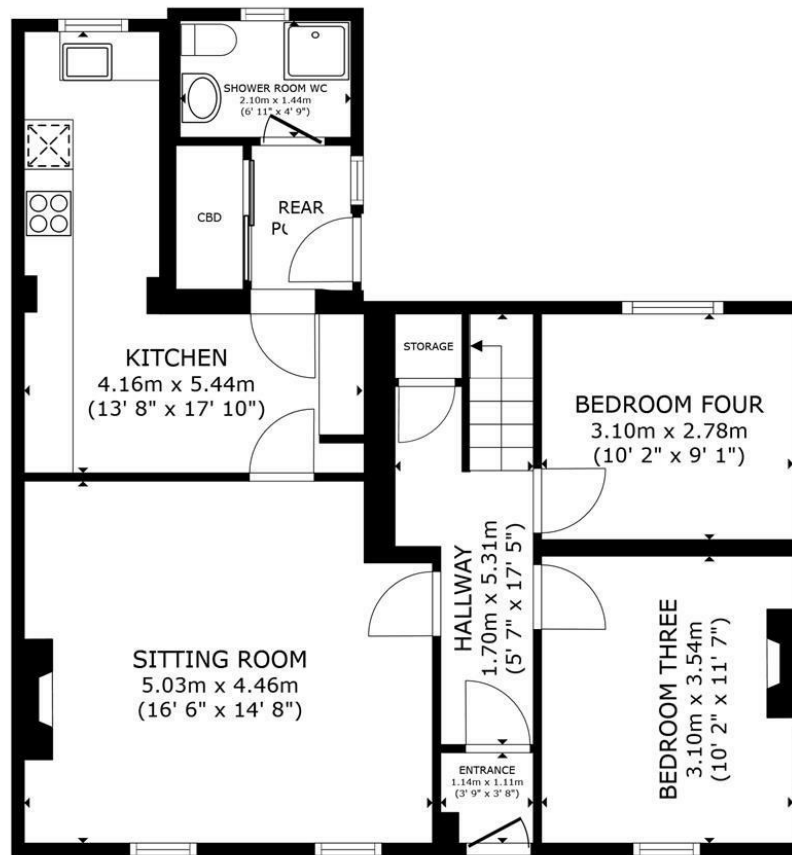 SHOWER ROOM WC
2.10m x 1.44m
(6' 11" x 4' 9")
CBD
REAR
KITCHEN
4.16m x 5.44m
(13' 8" x 17' 10")
STORAGE
BEDROOM FOUR
3.10m x 2.78m
(10' 2" x 9' 1")
HALLWAY
1.70m x 5.31m
(5' 7" x 17' 5")
SITTING ROOM
5.03m x 4.46m
(16' 6" x 14' 8")
BEDROOM THREE
3.10m x 3.54m
(10' 2" x 11' 7")
ENTRANCE
1.14m x 1.11m
(3' 9" x 3' 8")